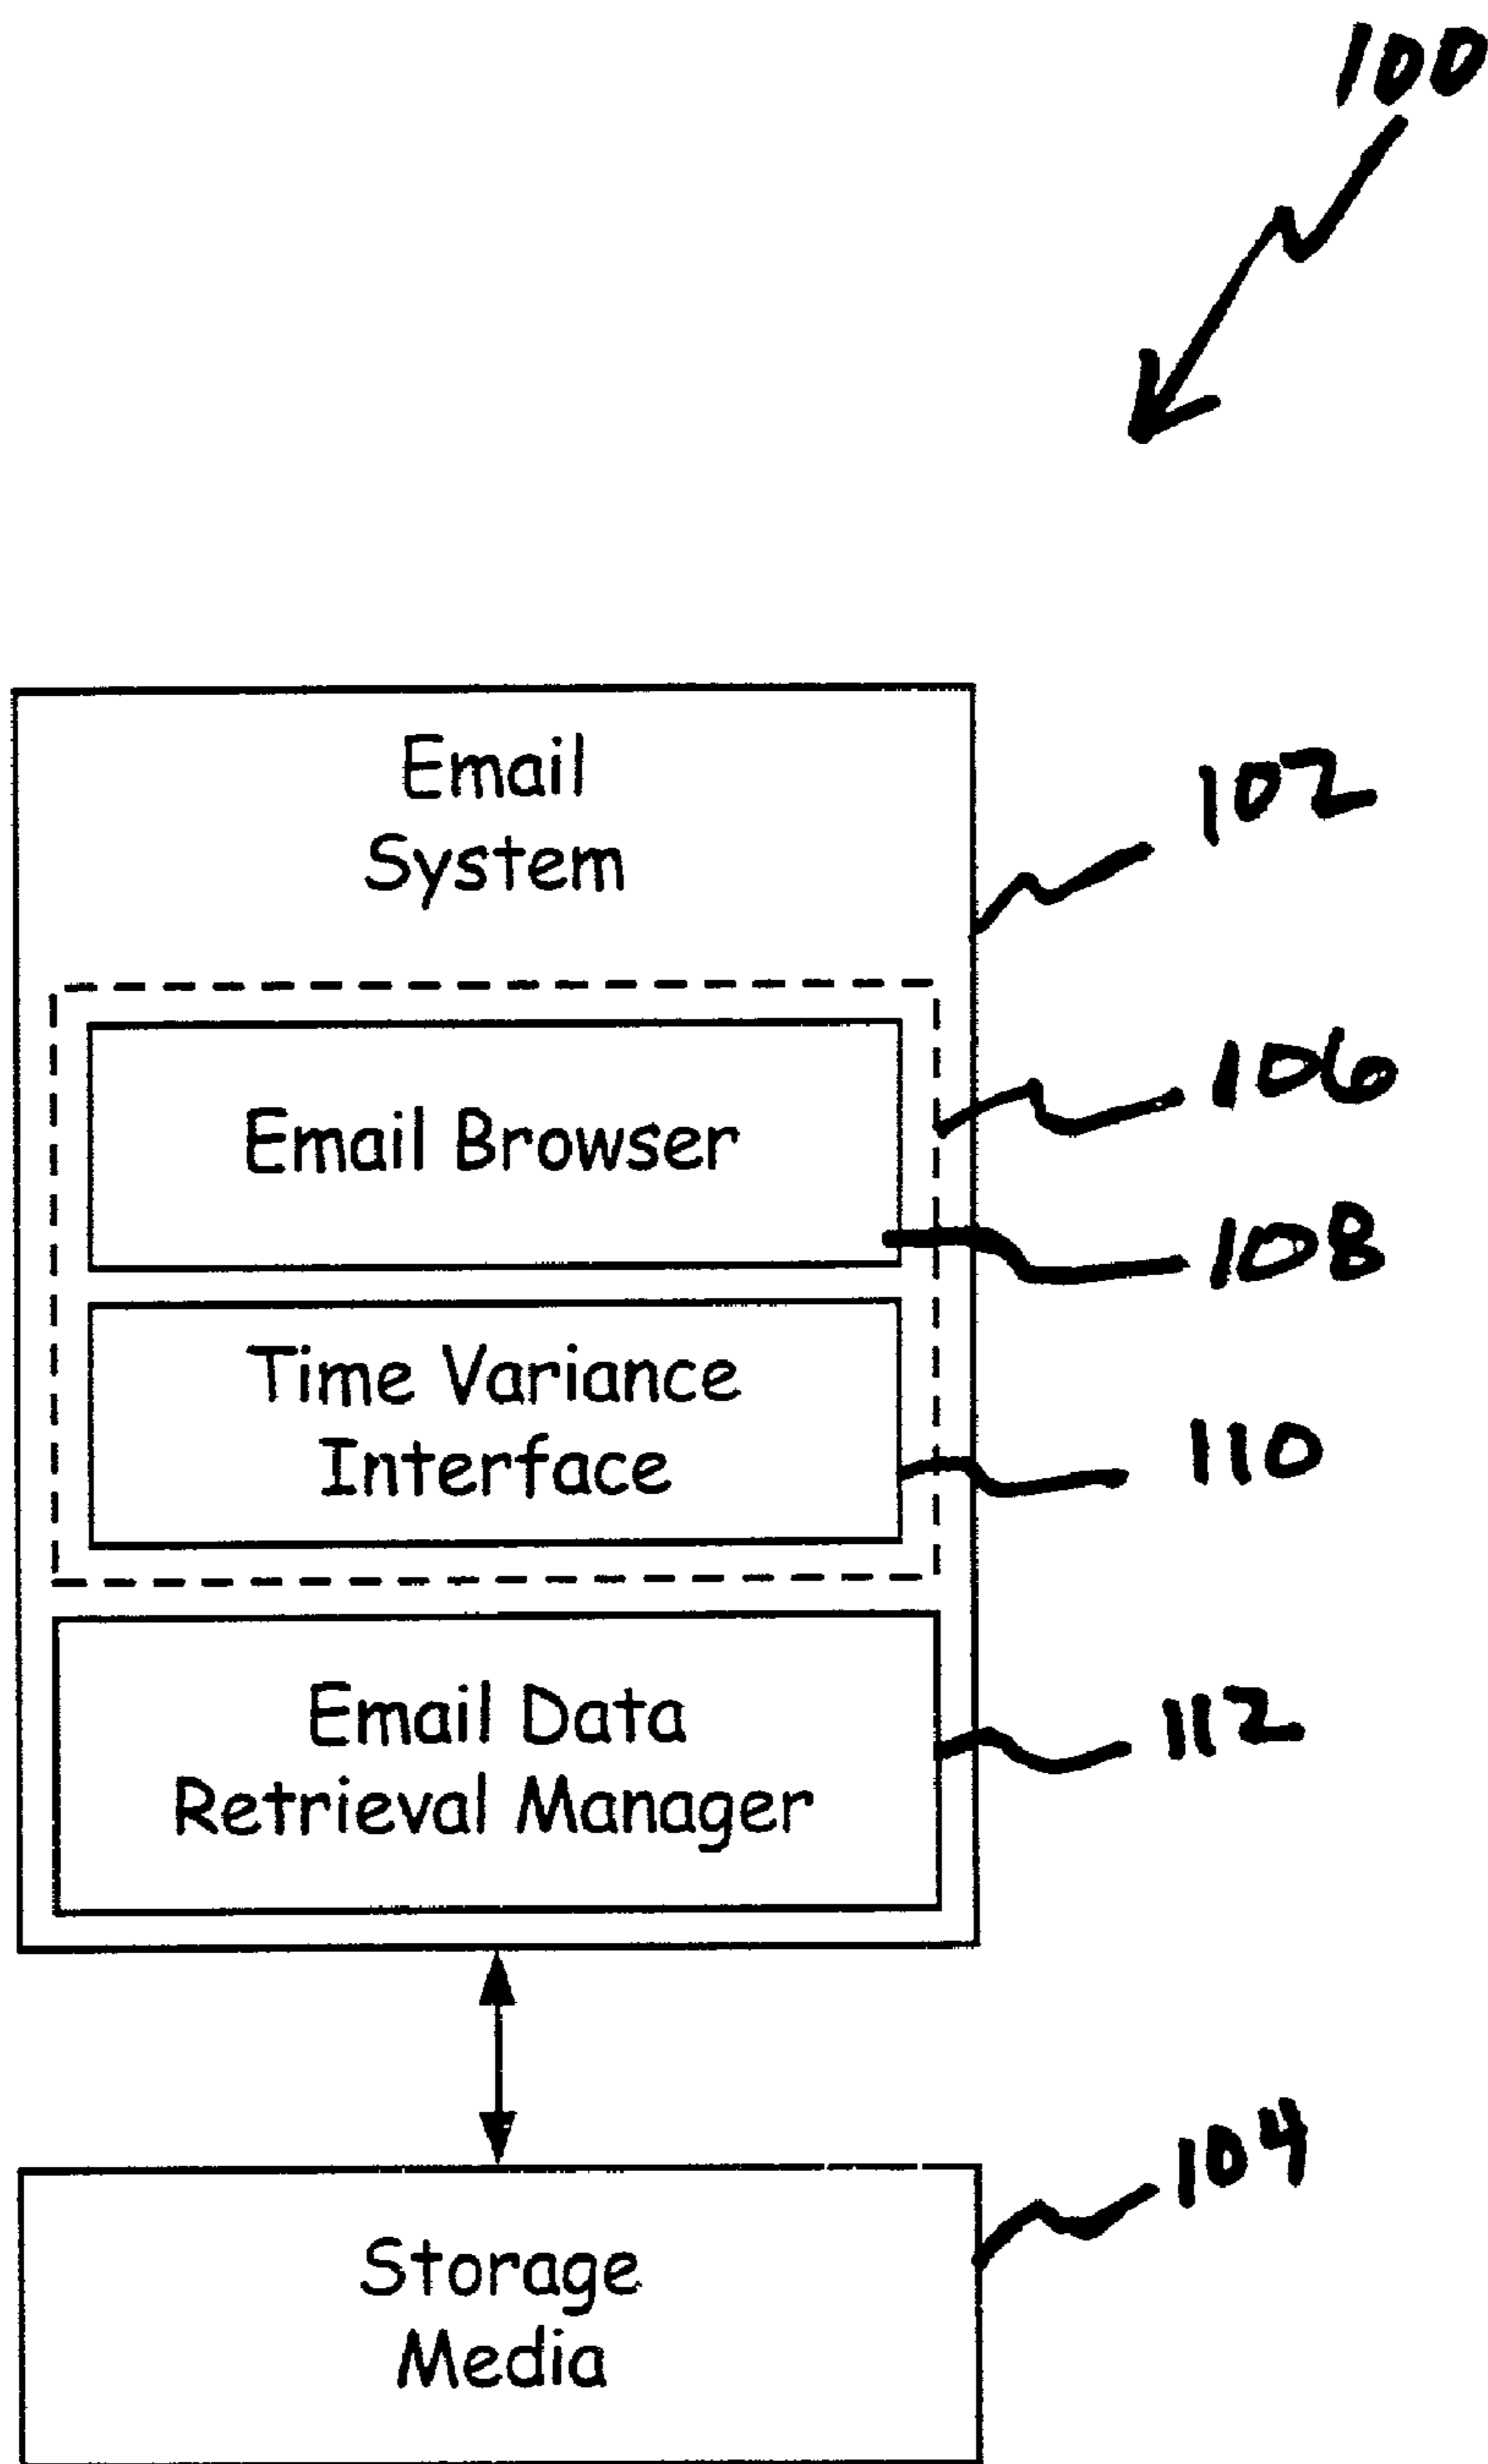 100
Email
System
102
106
Email Browser
108
Time Variance
Interface
110
Email Data
Retrieval Manager
112
104
Storage
Media